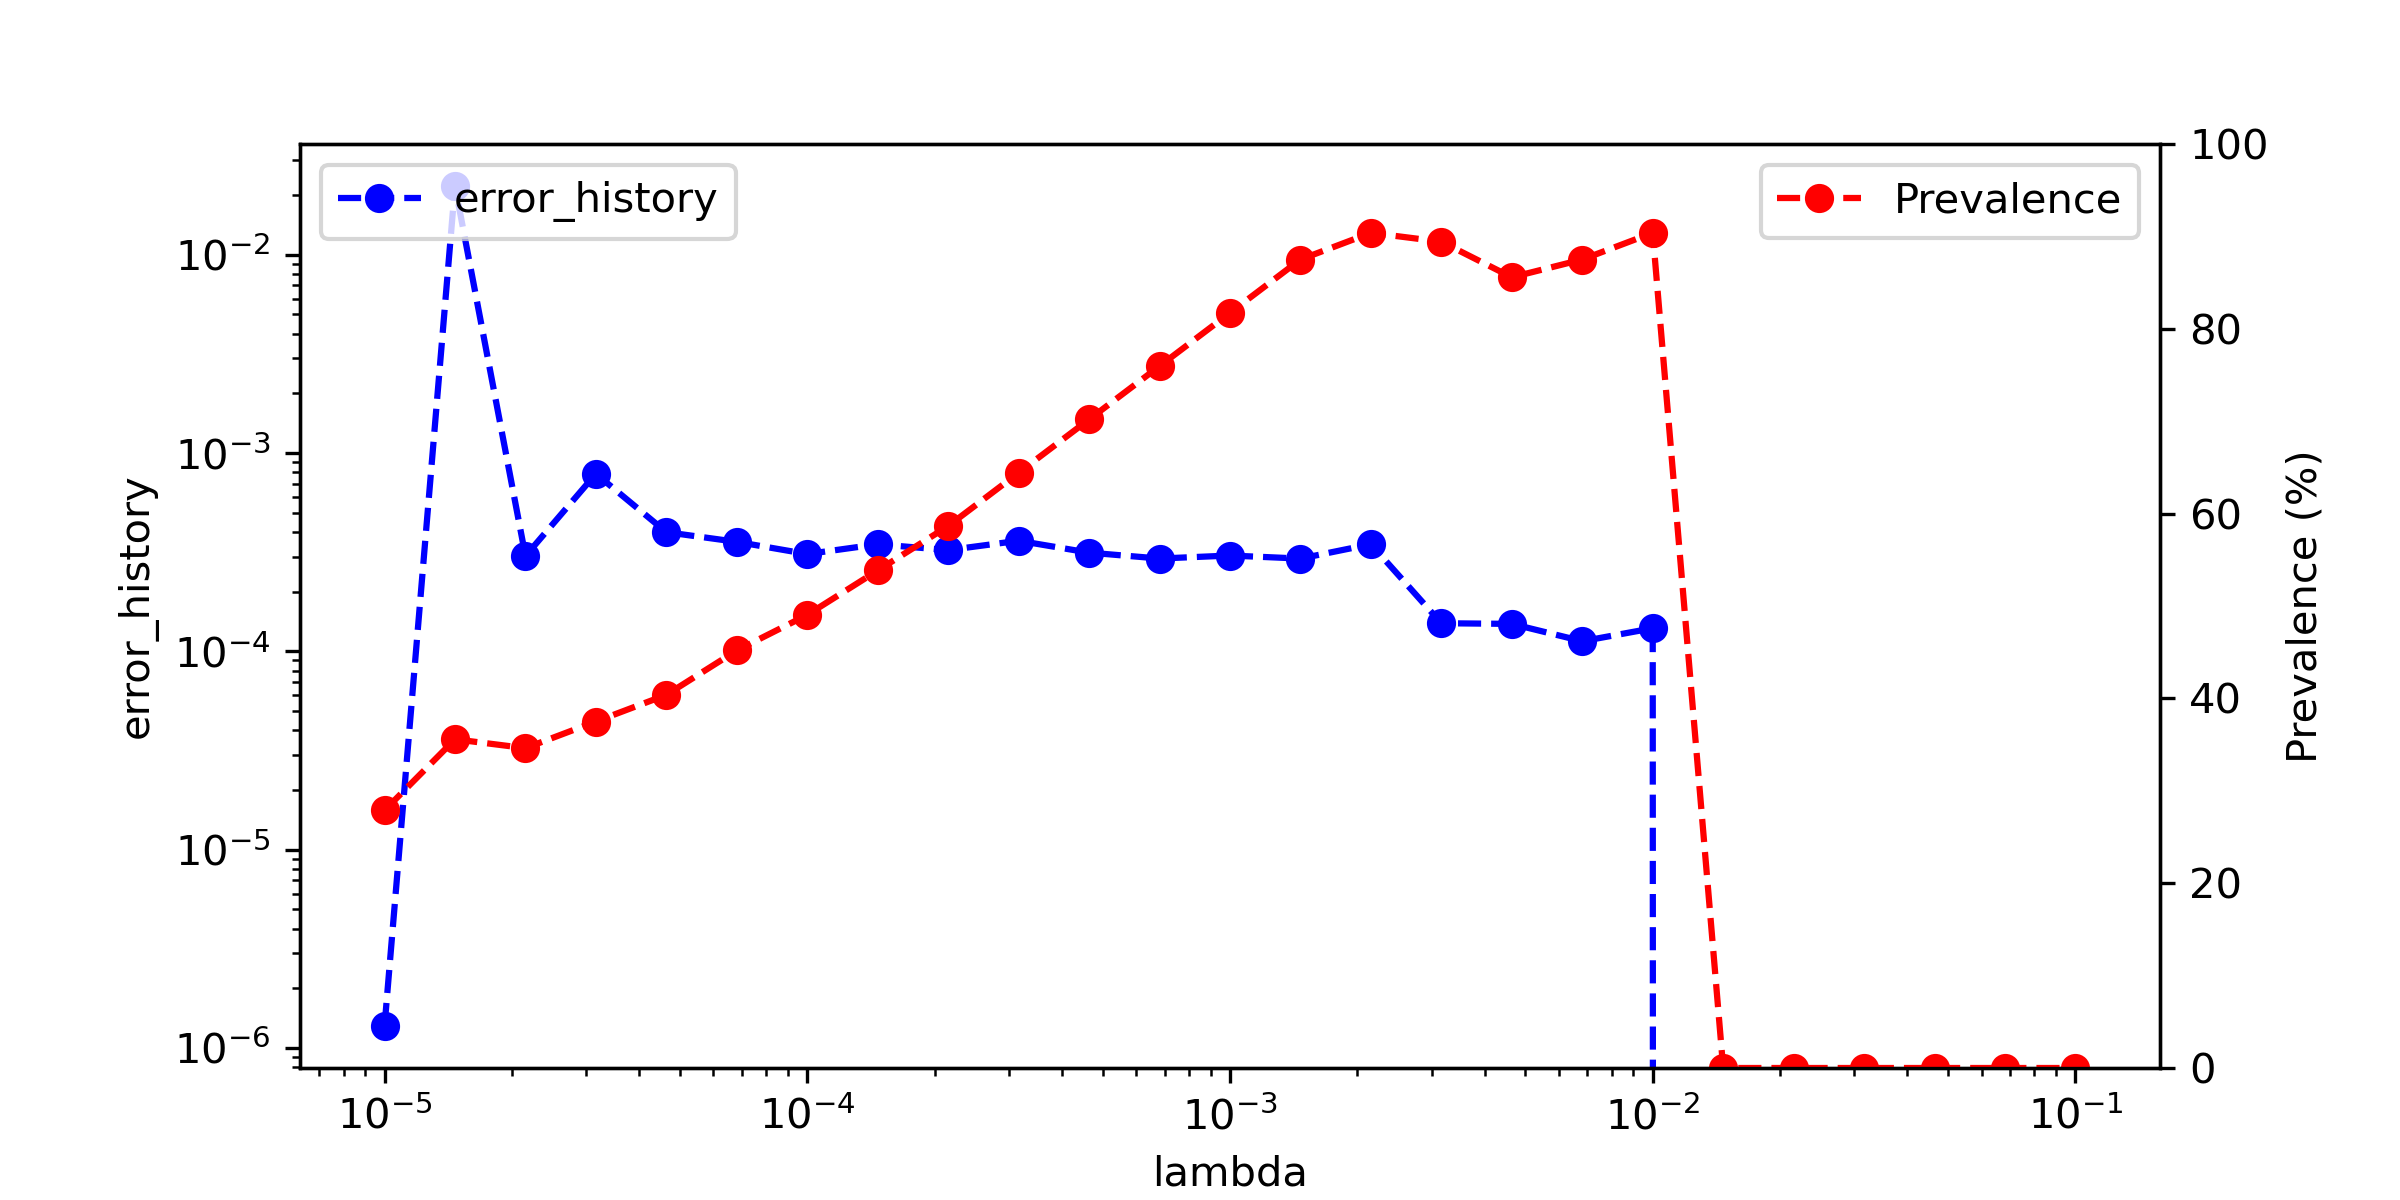 error_history
Prevalence
10⁻²
10⁻³
10⁻⁴
10⁻⁵
10⁻⁶
error_history
100
80
60
40
20
0
Prevalence (%)
10⁻⁵ 10⁻⁴ 10⁻³ 10⁻² 10⁻¹
lambda